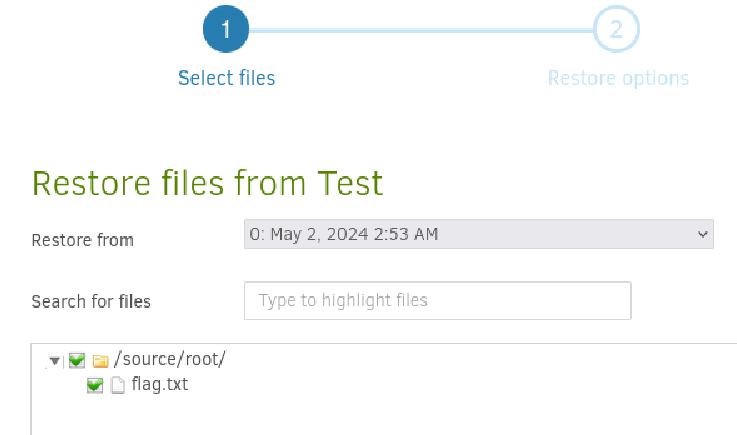 1 2
Select files Restore options
Restore files from Test
Restore from 0: May 2, 2024 2:53 AM
Search for files Type to highlight files
/source/root/
flag.txt